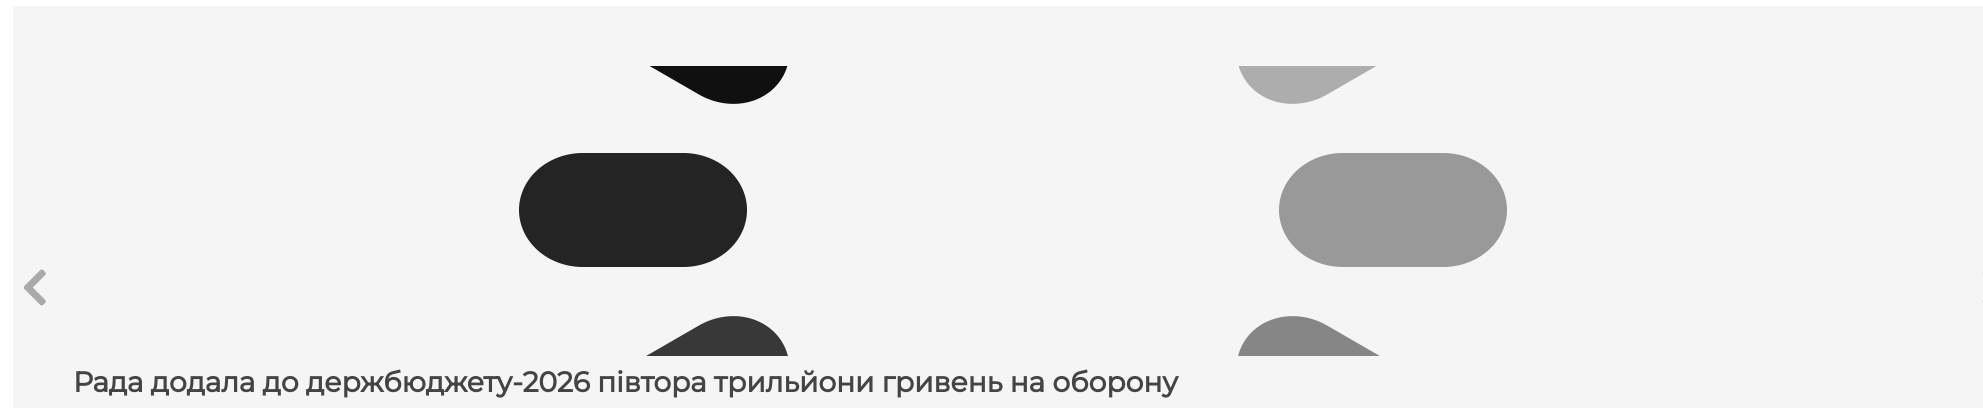 Рада додала до держбюджету-2026 півтора трильйони гривень на оборону